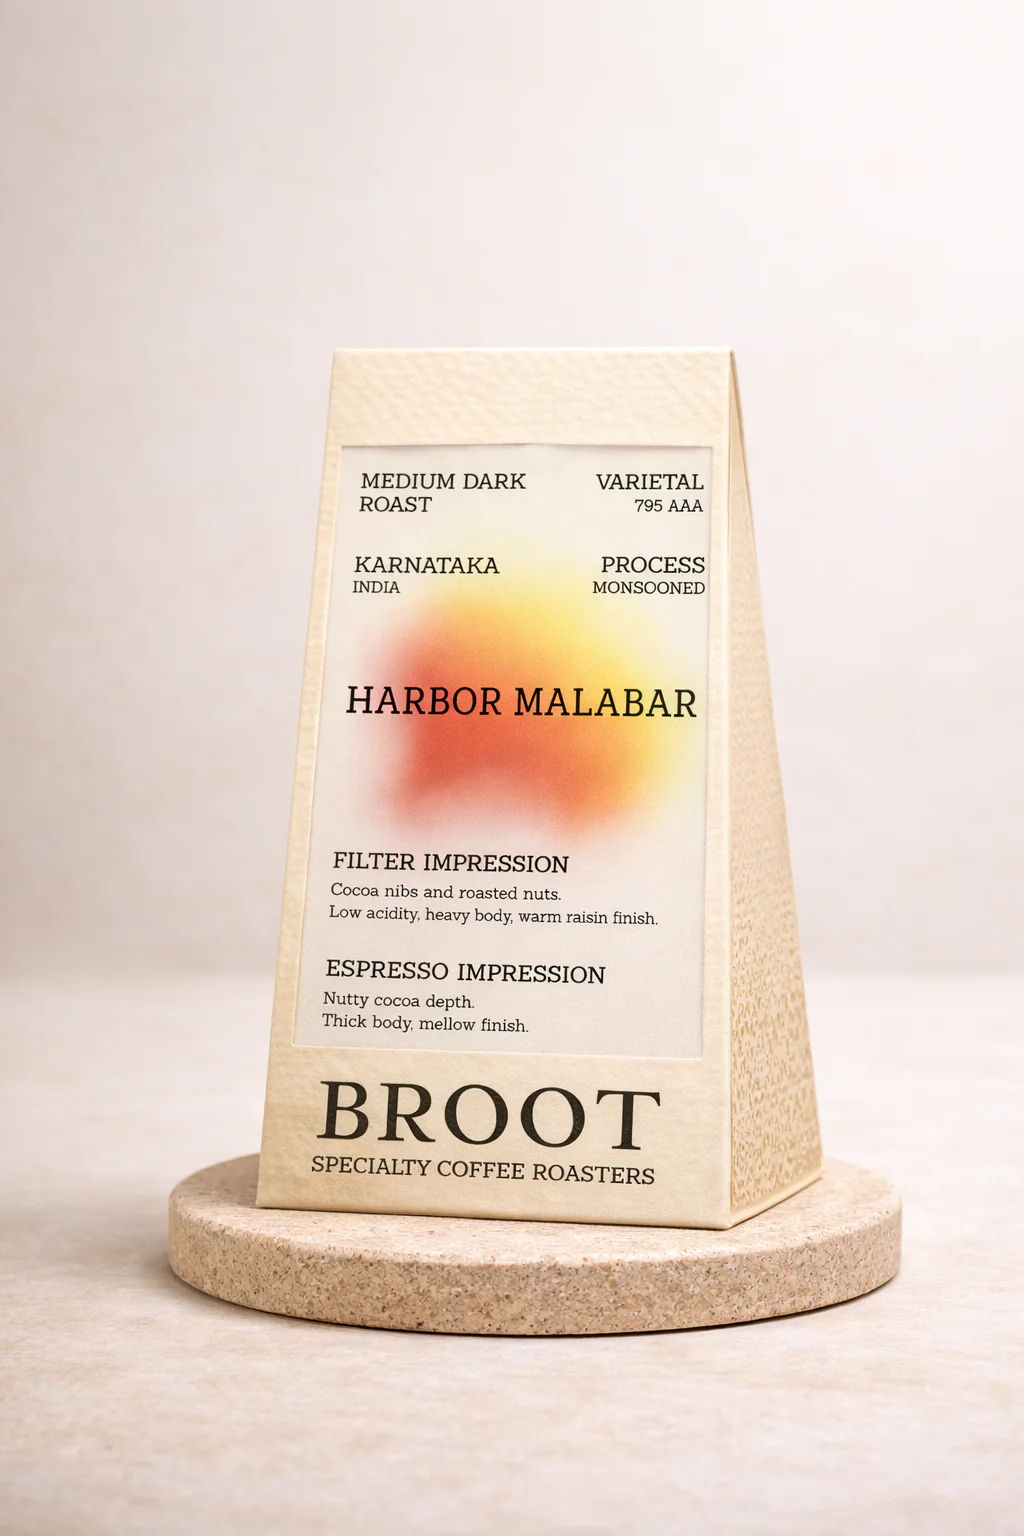 MEDIUM DARK
ROAST
VARIETAL
795 AAA
KARNATAKA
INDIA
PROCESS
MONSOONED
HARBOR MALABAR
FILTER IMPRESSION
Cocoa nibs and roasted nuts.
Low acidity, heavy body, warm raisin finish.
ESPRESSO IMPRESSION
Nutty cocoa depth.
Thick body, mellow finish.
BROOT
SPECIALTY COFFEE ROASTERS